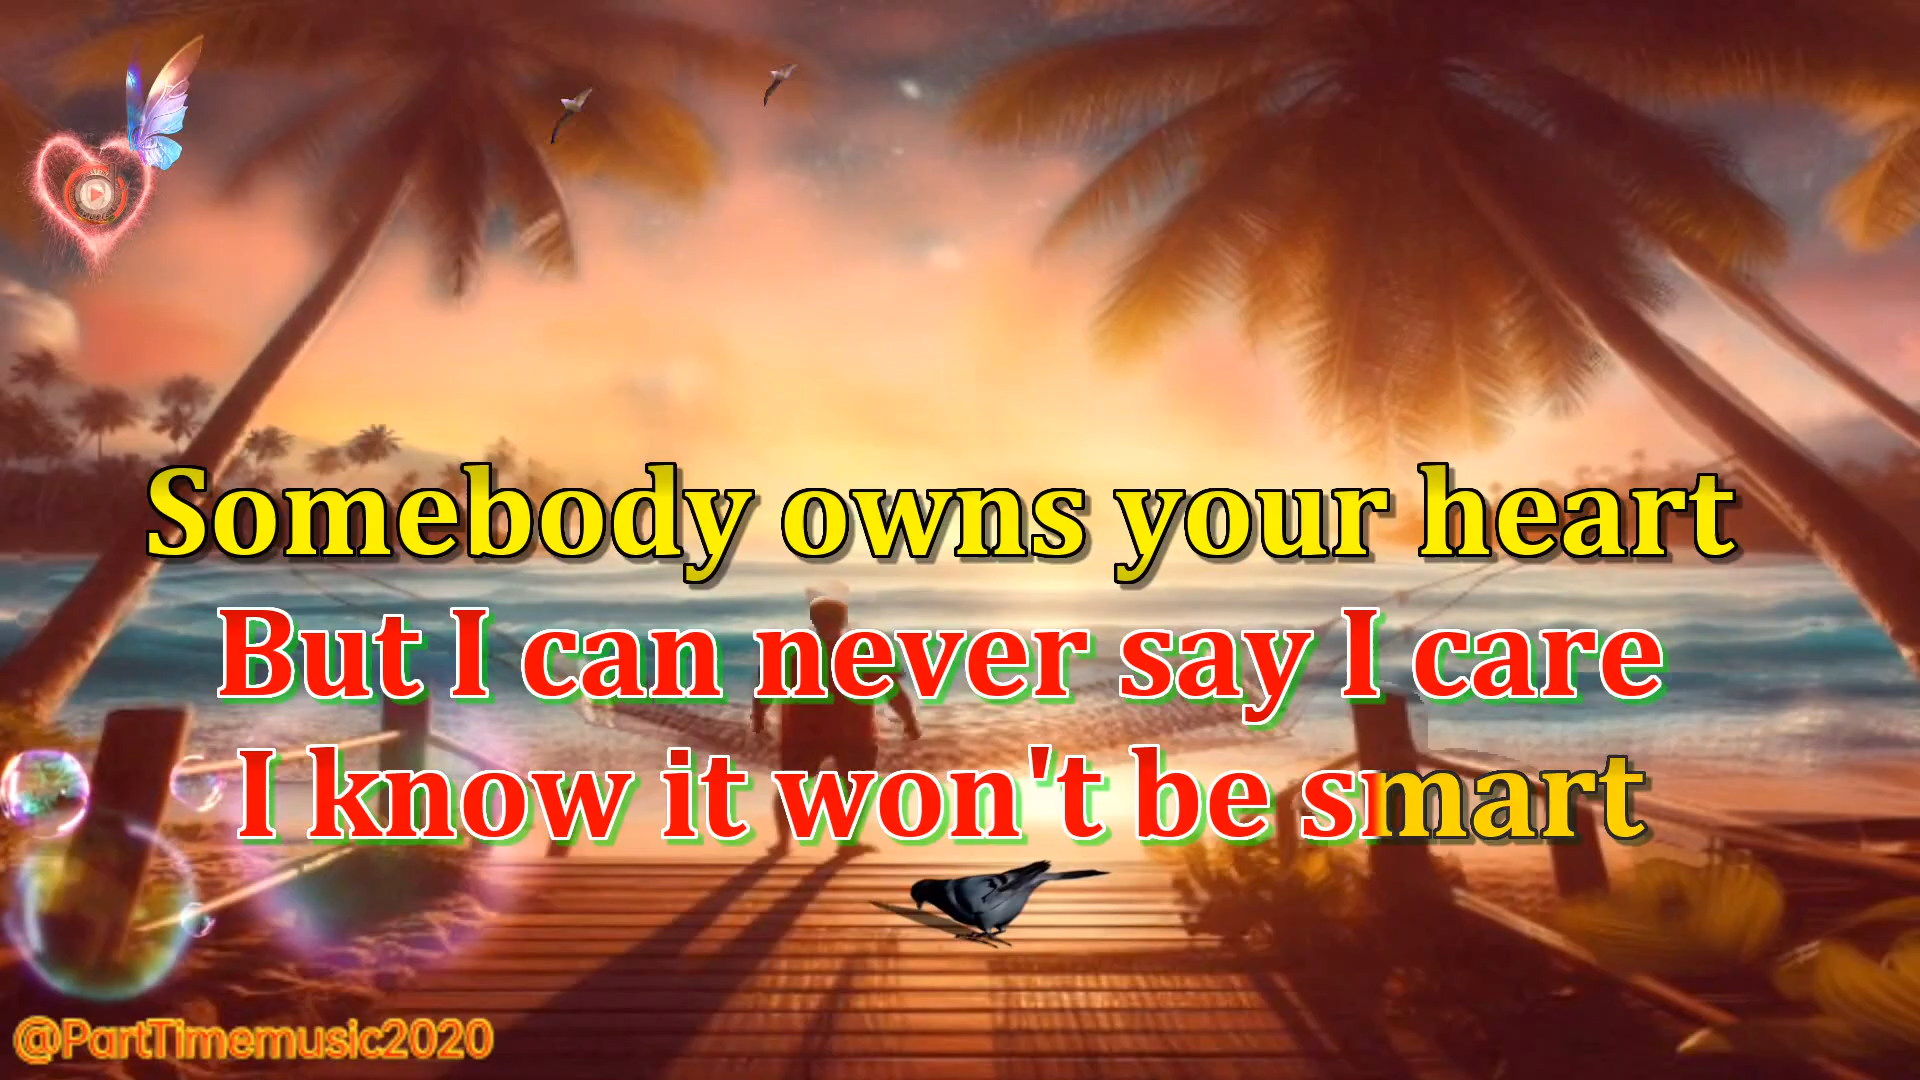 Somebody owns your heart
But I can never say I care
I know it won't be smart
@PartTimemusic2020